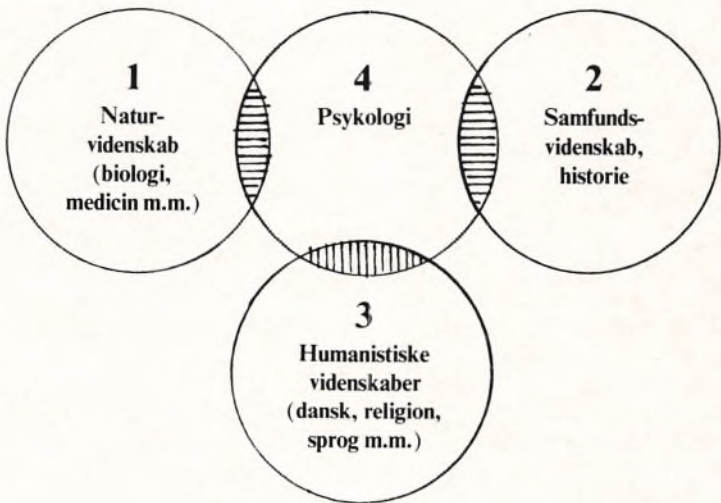 1
Natur-
videnskab
(biologi,
medicin m.m.)
4
Psykologi
2
Samfunds-
videnskab,
historie
3
Humanistiske
videnskaber
(dansk, religion,
sprog m.m.)